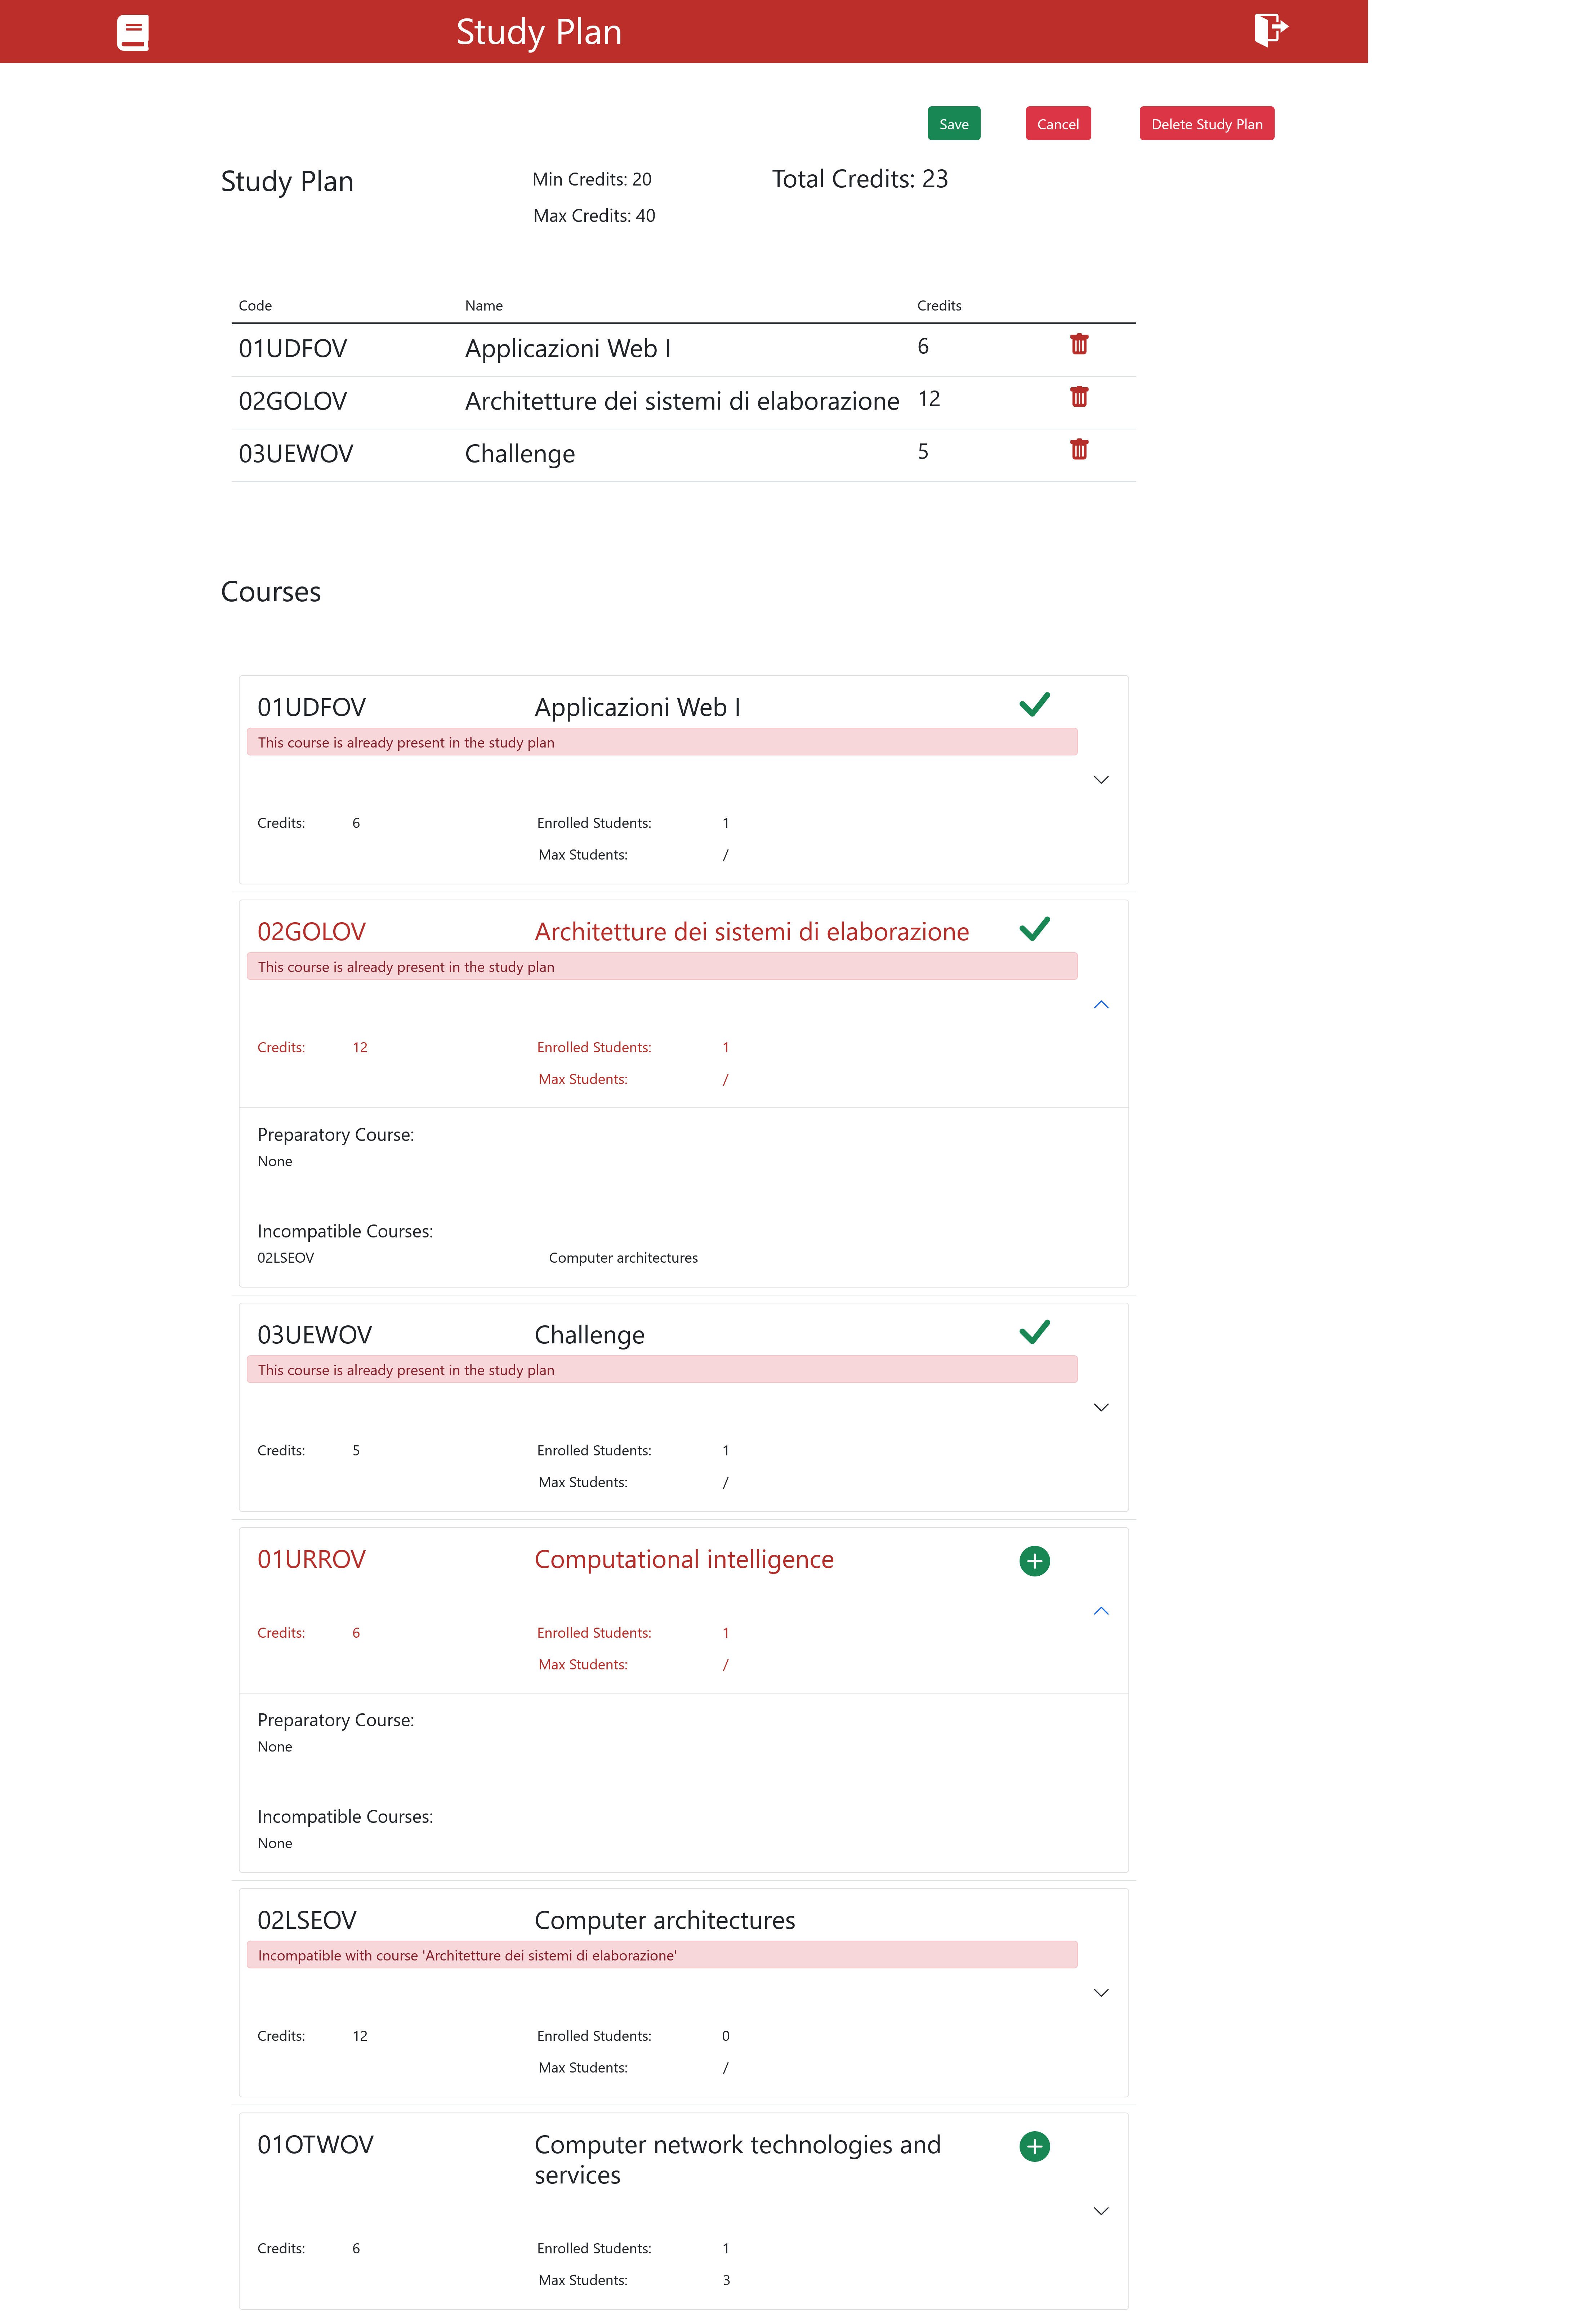 Study Plan
Save Cancel Delete Study Plan
Study Plan Min Credits: 20 Total Credits: 23
Max Credits: 40
Code Name Credits
01UDFOV Applicazioni Web I 6
02GOLOV Architetture dei sistemi di elaborazione 12
03UEWOV Challenge 5
Courses
01UDFOV Applicazioni Web I
This course is already present in the study plan
Credits: 6 Enrolled Students: 1
Max Students: /
02GOLOV Architetture dei sistemi di elaborazione
This course is already present in the study plan
Credits: 12 Enrolled Students: 1
Max Students: /
Preparatory Course:
None
Incompatible Courses:
02LSEOV Computer architectures
03UEWOV Challenge
This course is already present in the study plan
Credits: 5 Enrolled Students: 1
Max Students: /
01URROV Computational intelligence
Credits: 6 Enrolled Students: 1
Max Students: /
Preparatory Course:
None
Incompatible Courses:
None
02LSEOV Computer architectures
Incompatible with course 'Architetture dei sistemi di elaborazione'
Credits: 12 Enrolled Students: 0
Max Students: /
01OTWOV Computer network technologies and
services
Credits: 6 Enrolled Students: 1
Max Students: 3